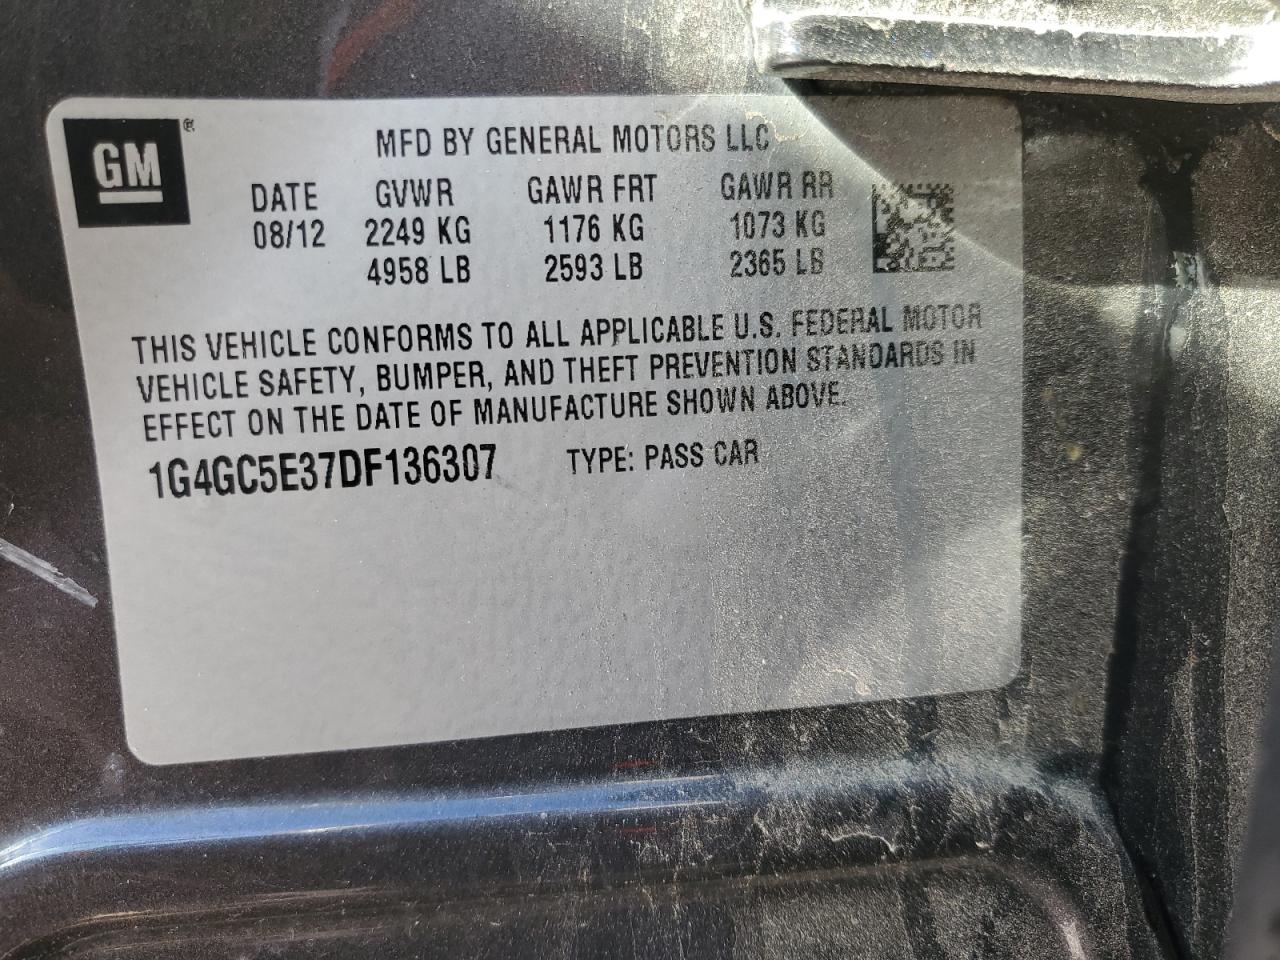 GM®
MFD BY GENERAL MOTORS LLC
DATE GVWR GAWR FRT GAWR RR
08/12 2249 KG 1176 KG 1073 KG
4958 LB 2593 LB 2365 LB
THIS VEHICLE CONFORMS TO ALL APPLICABLE U.S. FEDERAL MOTOR
VEHICLE SAFETY, BUMPER, AND THEFT PREVENTION STANDARDS IN
EFFECT ON THE DATE OF MANUFACTURE SHOWN ABOVE.
1G4GC5E37DF136307 TYPE: PASS CAR